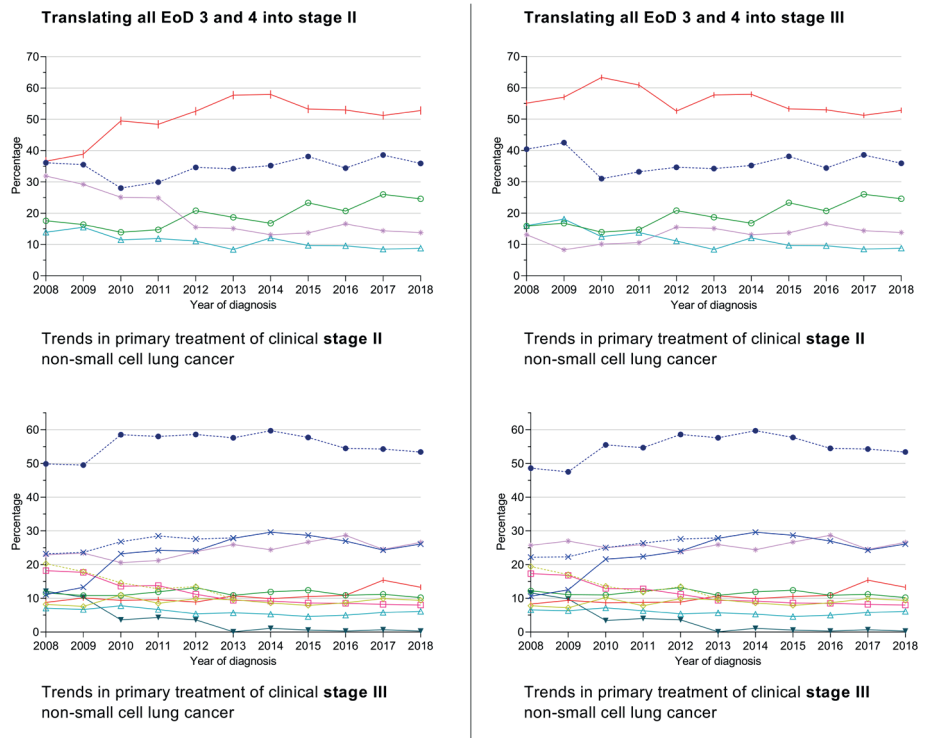 Translating all EoD 3 and 4 into stage II
Percentage
70
60
50
40
30
20
10
0
2008 2009 2010 2011 2012 2013 2014 2015 2016 2017 2018
Year of diagnosis
Trends in primary treatment of clinical stage II
non-small cell lung cancer
Percentage
60
50
40
30
20
10
0
2008 2009 2010 2011 2012 2013 2014 2015 2016 2017 2018
Year of diagnosis
Trends in primary treatment of clinical stage III
non-small cell lung cancer
Translating all EoD 3 and 4 into stage III
Percentage
70
60
50
40
30
20
10
0
2008 2009 2010 2011 2012 2013 2014 2015 2016 2017 2018
Year of diagnosis
Trends in primary treatment of clinical stage II
non-small cell lung cancer
Percentage
60
50
40
30
20
10
0
2008 2009 2010 2011 2012 2013 2014 2015 2016 2017 2018
Year of diagnosis
Trends in primary treatment of clinical stage III
non-small cell lung cancer